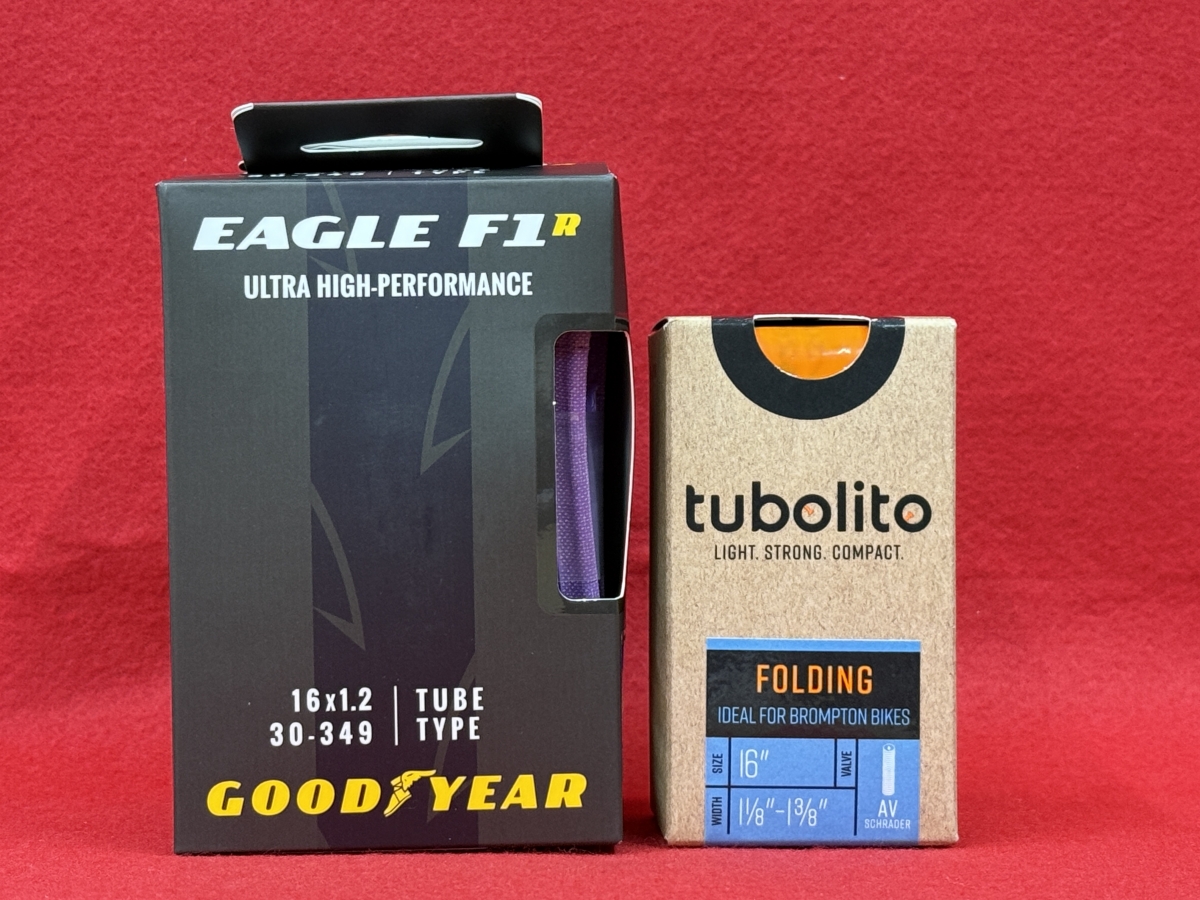 EAGLE F1R
ULTRA HIGH-PERFORMANCE
16x1.2
30-349
TUBE
TYPE
GOODYEAR
tubolito
LIGHT. STRONG. COMPACT.
FOLDING
IDEAL FOR BROMPTON BIKES
SIZE 16" VALVE
WIDTH 1⅛"-1⅜"
AV
SCHRADER